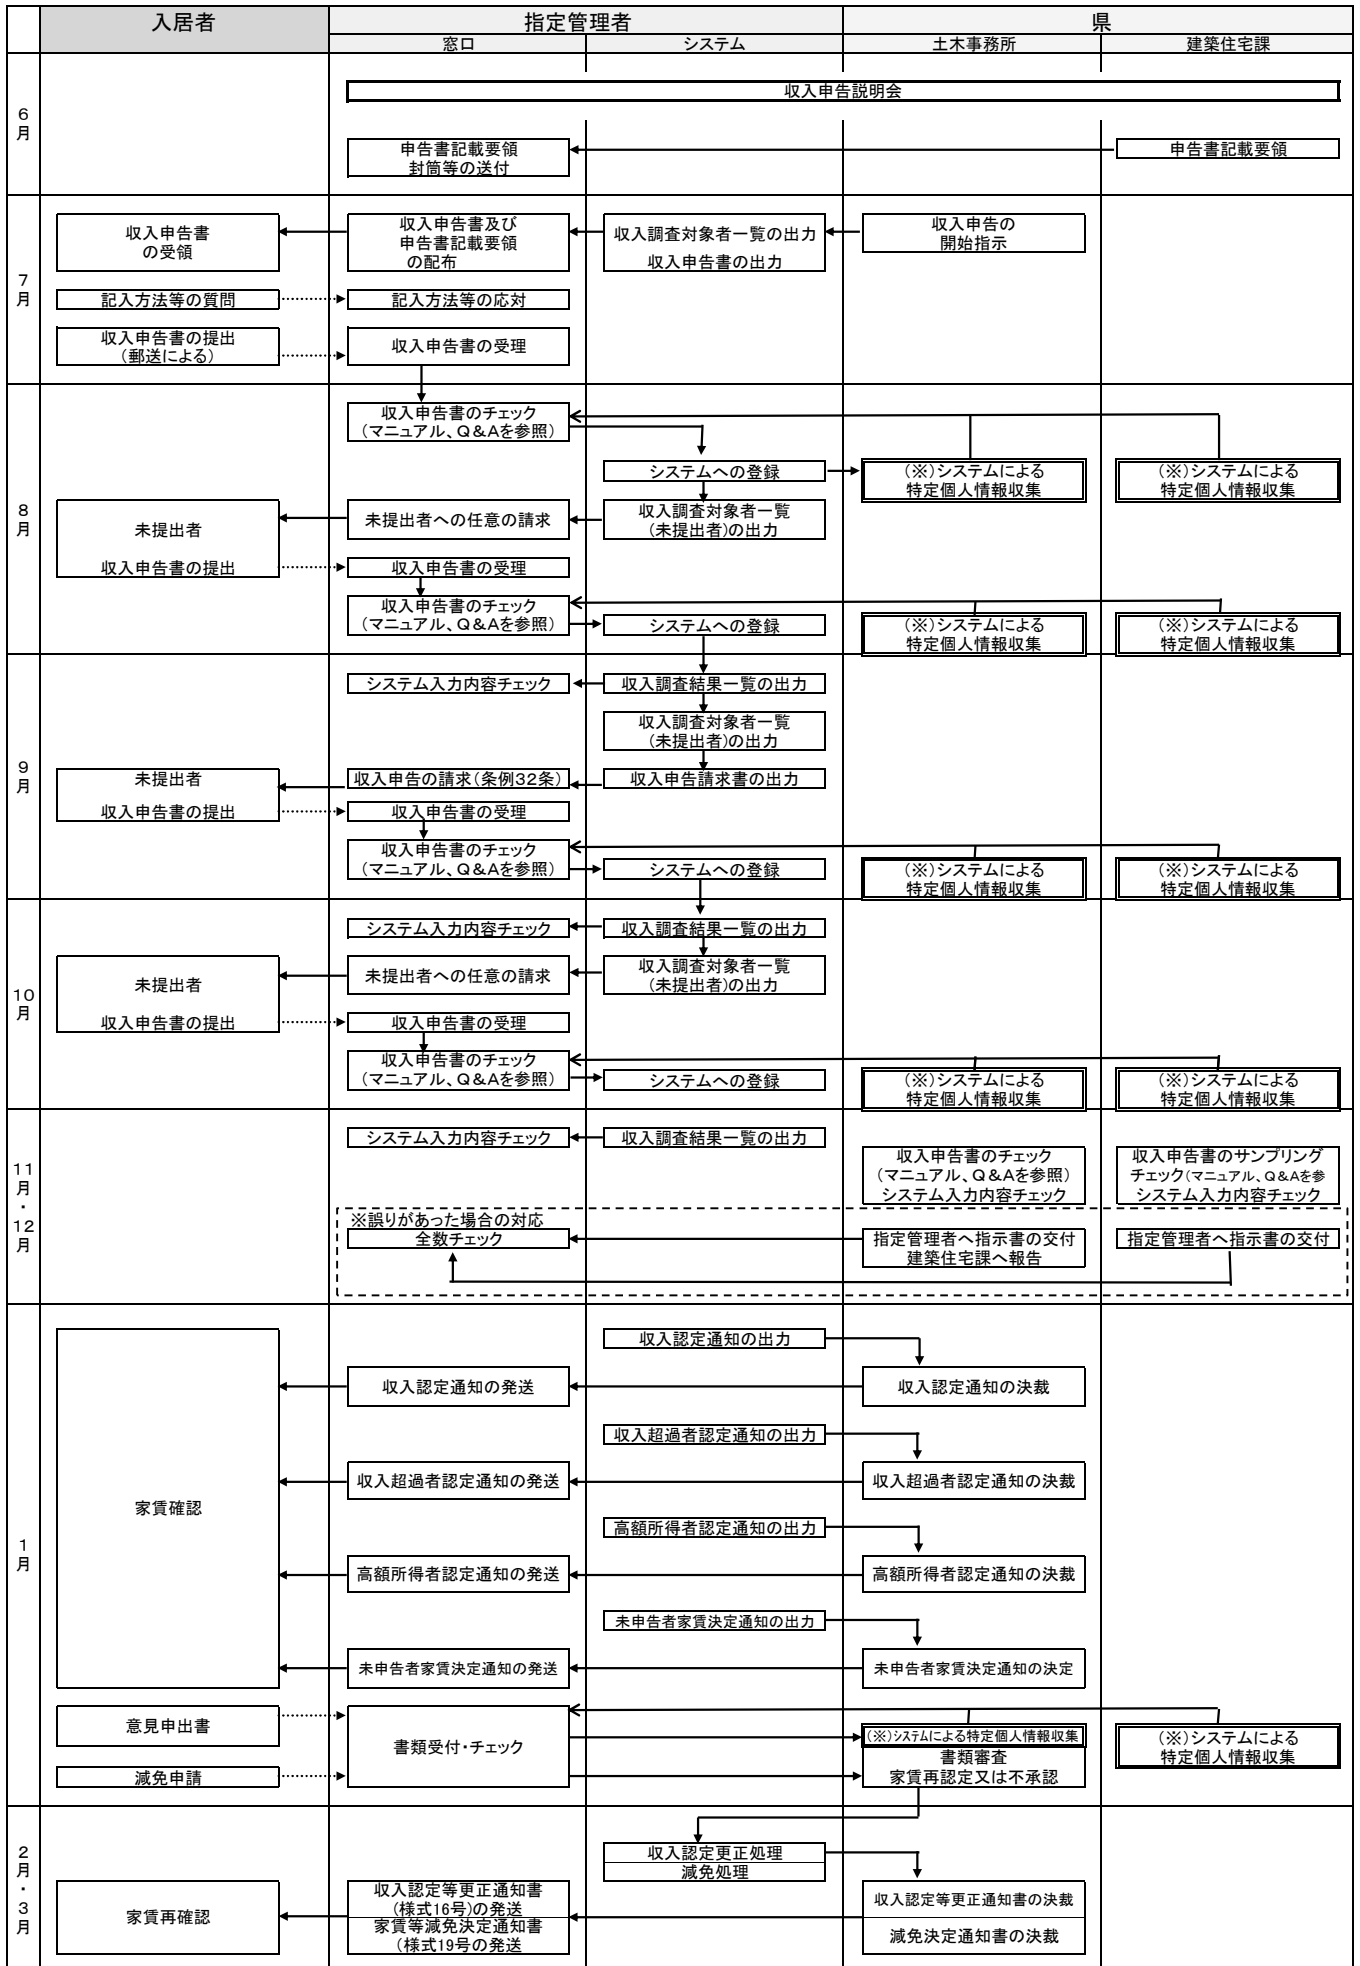 入居者
指定管理者
県
窓口
システム
土木事務所
建築住宅課
6
月
収入申告説明会
申告書記載要領
封筒等の送付
申告書記載要領
7
月
収入申告書
の受領
収入申告書及び
申告書記載要領
の配布
収入調査対象者一覧の出力
収入申告書の出力
収入申告の
開始指示
記入方法等の質問
記入方法等の応対
収入申告書の提出
(郵送による)
収入申告書の受理
8
月
収入申告書のチェック
(マニュアル、Q&Aを参照)
システムへの登録
(※)システムによる
特定個人情報収集
(※)システムによる
特定個人情報収集
未提出者
収入申告書の提出
未提出者への任意の請求
収入調査対象者一覧
(未提出者)の出力
収入申告書の受理
収入申告書のチェック
(マニュアル、Q&Aを参照)
システムへの登録
(※)システムによる
特定個人情報収集
(※)システムによる
特定個人情報収集
9
月
システム入力内容チェック
収入調査結果一覧の出力
収入調査対象者一覧
(未提出者)の出力
未提出者
収入申告書の提出
収入申告の請求(条例32条)
収入申告請求書の出力
収入申告書の受理
収入申告書のチェック
(マニュアル、Q&Aを参照)
システムへの登録
(※)システムによる
特定個人情報収集
(※)システムによる
特定個人情報収集
10
月
システム入力内容チェック
収入調査結果一覧の出力
未提出者
収入申告書の提出
未提出者への任意の請求
収入調査対象者一覧
(未提出者)の出力
収入申告書の受理
収入申告書のチェック
(マニュアル、Q&Aを参照)
システムへの登録
(※)システムによる
特定個人情報収集
(※)システムによる
特定個人情報収集
11
月
・
12
月
システム入力内容チェック
収入調査結果一覧の出力
収入申告書のチェック
(マニュアル、Q&Aを参照)
システム入力内容チェック
収入申告書のサンプリング
チェック(マニュアル、Q&Aを参
システム入力内容チェック
※誤りがあった場合の対応
全数チェック
指定管理者へ指示書の交付
建築住宅課へ報告
指定管理者へ指示書の交付
1
月
家賃確認
収入認定通知の出力
収入認定通知の発送
収入認定通知の決裁
収入超過者認定通知の出力
収入超過者認定通知の発送
収入超過者認定通知の決裁
高額所得者認定通知の出力
高額所得者認定通知の発送
高額所得者認定通知の決裁
未申告者家賃決定通知の出力
未申告者家賃決定通知の発送
未申告者家賃決定通知の決定
意見申出書
減免申請
書類受付・チェック
(※)システムによる特定個人情報収集
書類審査
家賃再認定又は不承認
(※)システムによる
特定個人情報収集
2
月
・
3
月
収入認定更正処理
減免処理
家賃再確認
収入認定等更正通知書
(様式16号)の発送
家賃等減免決定通知書
(様式19号の発送
収入認定等更正通知書の決裁
減免決定通知書の決裁